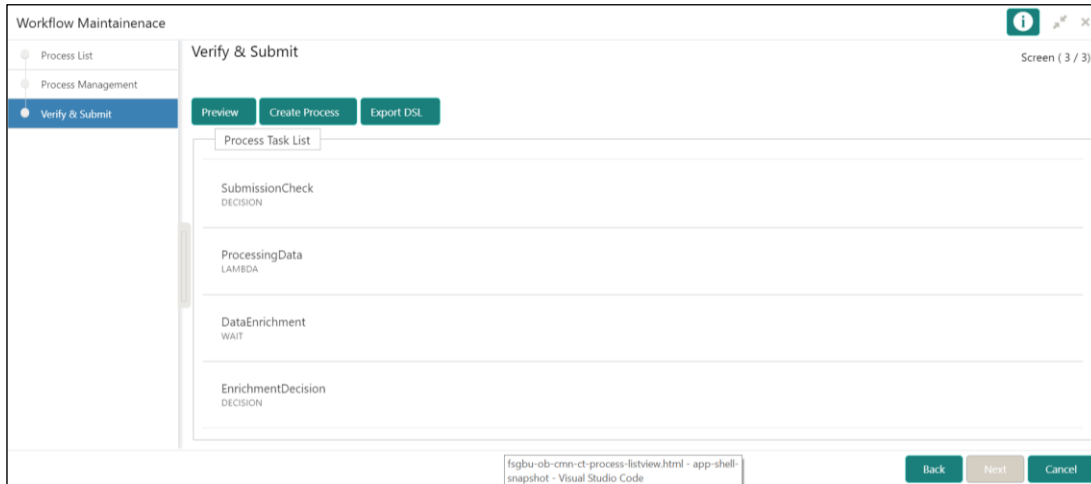 Workflow Maintainenace
i
Process List
Process Management
Verify & Submit
Verify & Submit
Screen ( 3 / 3)
Preview
Create Process
Export DSL
Process Task List
SubmissionCheck
DECISION
ProcessingData
LAMBDA
DataEnrichment
WAIT
EnrichmentDecision
DECISION
fsgbu-ob-cmn-ct-process-listview.html - app-shell-
snapshot - Visual Studio Code
Back
Next
Cancel